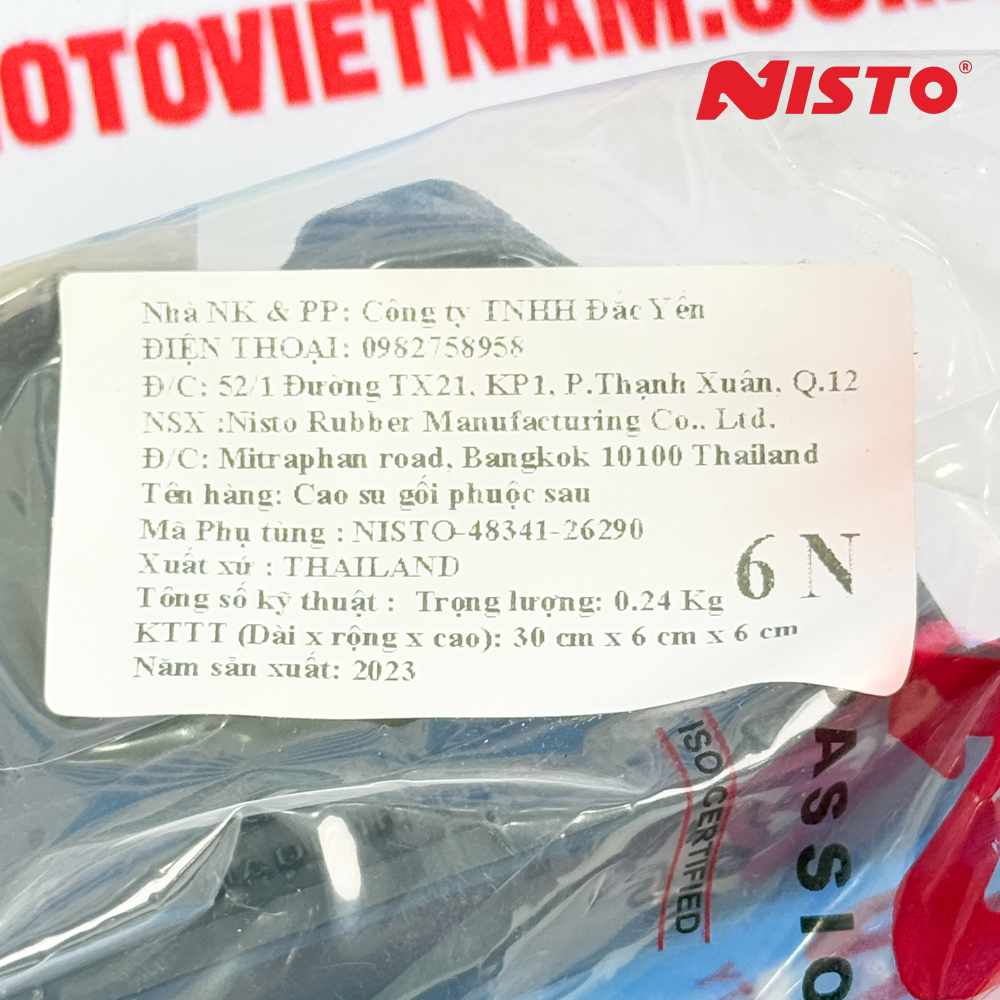 OTOVIETNAM.COM
NISTO®
Nhà NK & PP: Công ty TNHH Đắc Yến
ĐIỆN THOẠI: 0982758958
Đ/C: 52/1 Đường TX21, KP1, P.Thạnh Xuân, Q.12
NSX :Nisto Rubber Manufacturing Co., Ltd.
Đ/C: Mitraphan road, Bangkok 10100 Thailand
Tên hàng: Cao su gối phuộc sau
Mã Phụ tùng : NISTO-48341-26290
Xuất xứ : THAILAND
6 N
Tông số kỹ thuật : Trọng lượng: 0.24 Kg
KTTT (Dài x rộng x cao): 30 cm x 6 cm x 6 cm
Năm sản xuất: 2023
ISO CERTIFIED
ASSIO